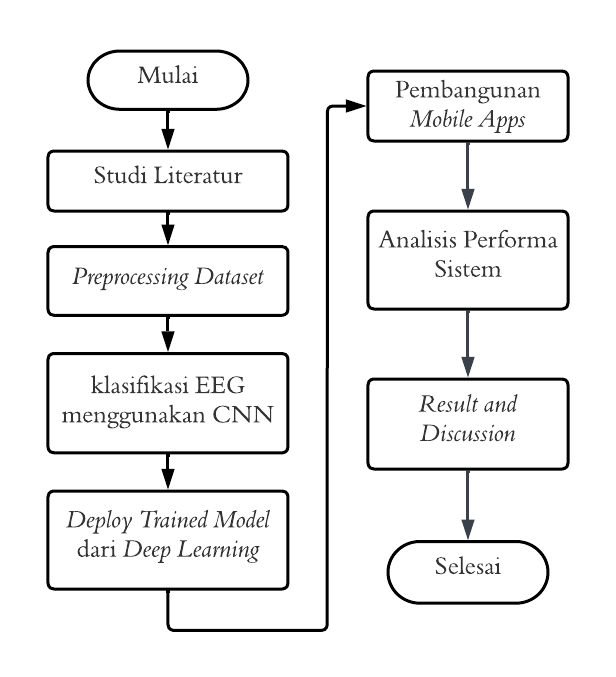 Mulai
Studi Literatur
Preprocessing Dataset
klasifikasi EEG
menggunakan CNN
Deploy Trained Model
dari Deep Learning
Pembangunan
Mobile Apps
Analisis Performa
Sistem
Result and
Discussion
Selesai